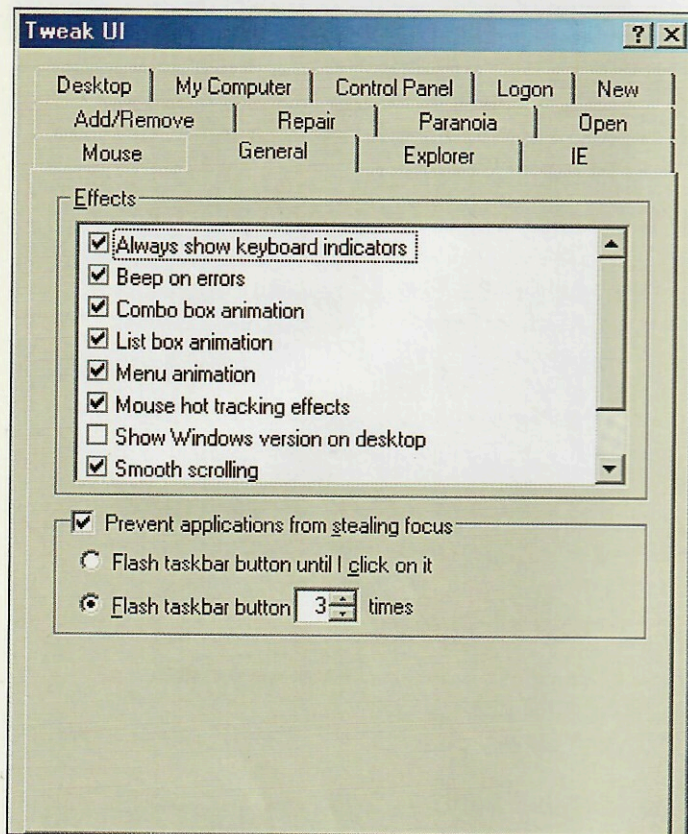 Tweak UI
Desktop My Computer Control Panel Logon New
Add/Remove Repair Paranoia Open
Mouse General Explorer IE
Effects
Always show keyboard indicators
Beep on errors
Combo box animation
List box animation
Menu animation
Mouse hot tracking effects
Show Windows version on desktop
Smooth scrolling
Prevent applications from stealing focus
Flash taskbar button until I click on it
Flash taskbar button 3 times